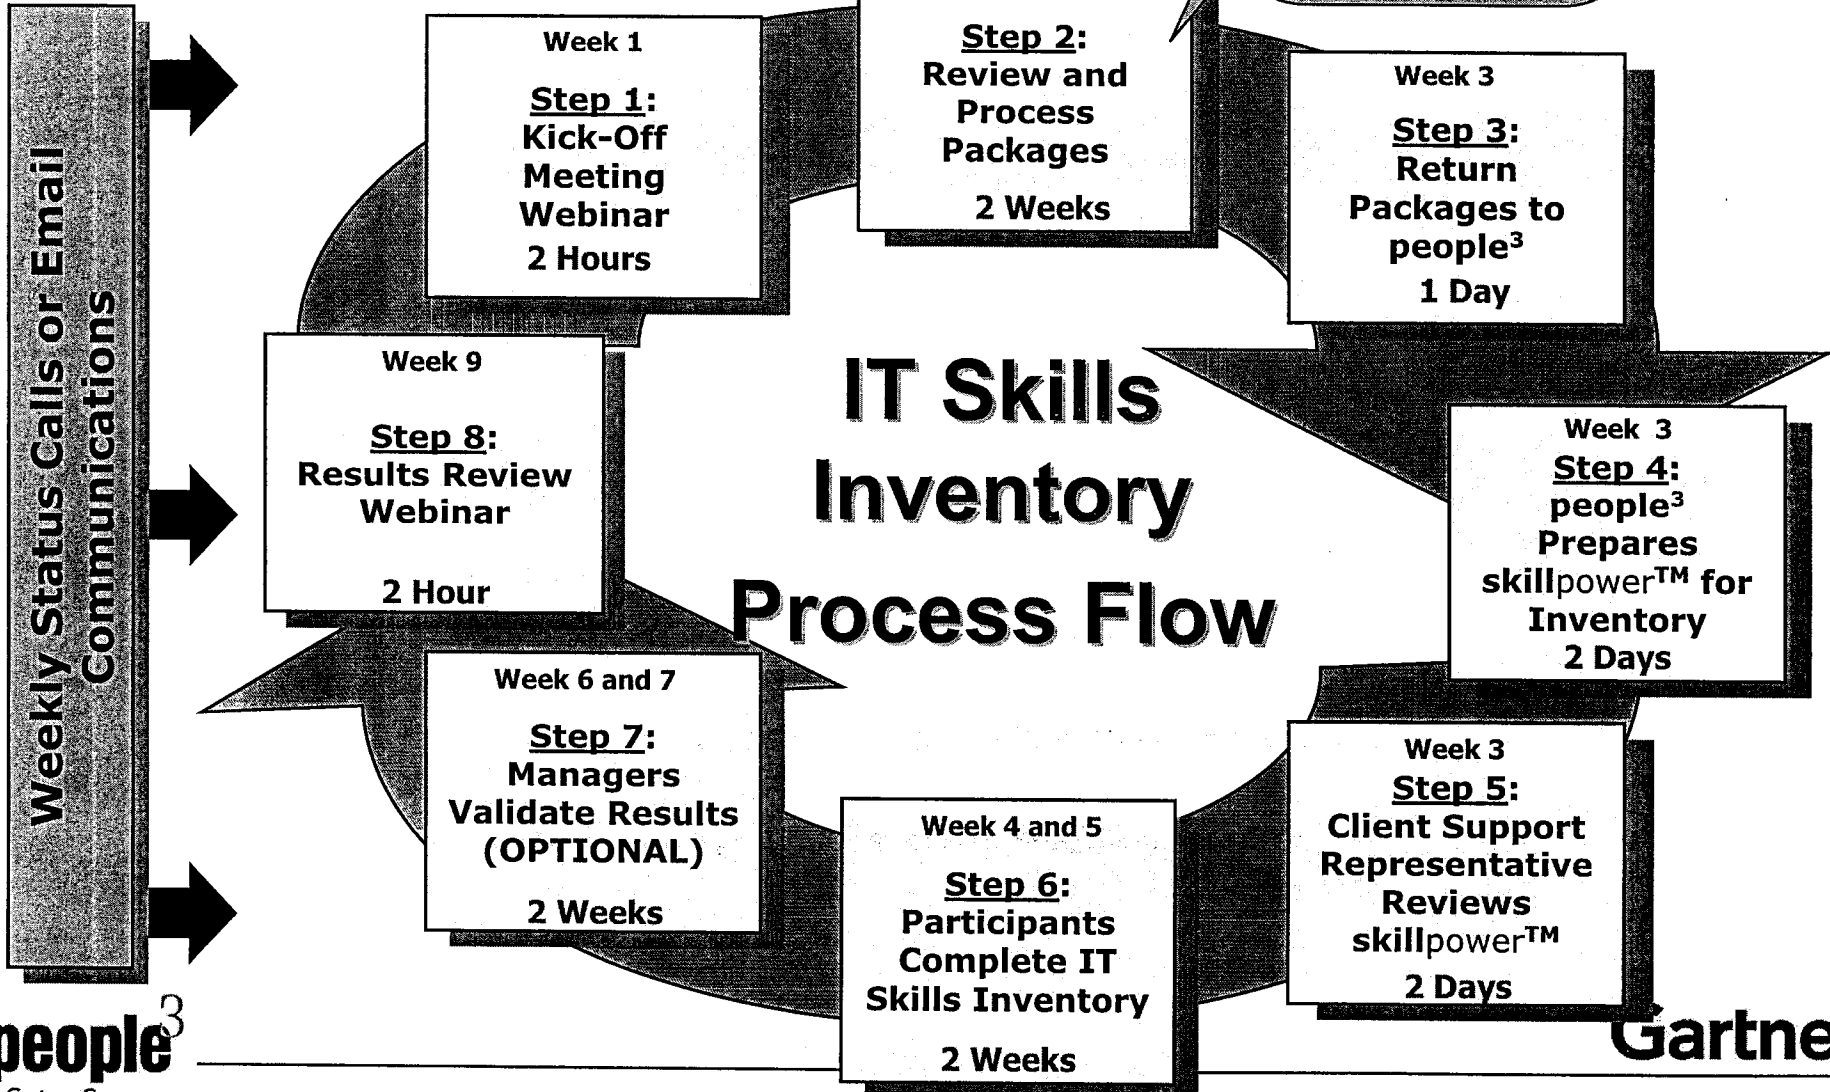 Weekly Status Calls or Email
Communications
Week 1
Step 1:
Kick-Off
Meeting
Webinar
2 Hours
Step 2:
Review and
Process
Packages
2 Weeks
Week 3
Step 3:
Return
Packages to
people³
1 Day
Week 3
Step 4:
people³
Prepares
skillpower™ for
Inventory
2 Days
Week 3
Step 5:
Client Support
Representative
Reviews
skillpower™
2 Days
Week 4 and 5
Step 6:
Participants
Complete IT
Skills Inventory
2 Weeks
Week 6 and 7
Step 7:
Managers
Validate Results
(OPTIONAL)
2 Weeks
Week 9
Step 8:
Results Review
Webinar
2 Hour
IT Skills
Inventory
Process Flow
people³
Gartne